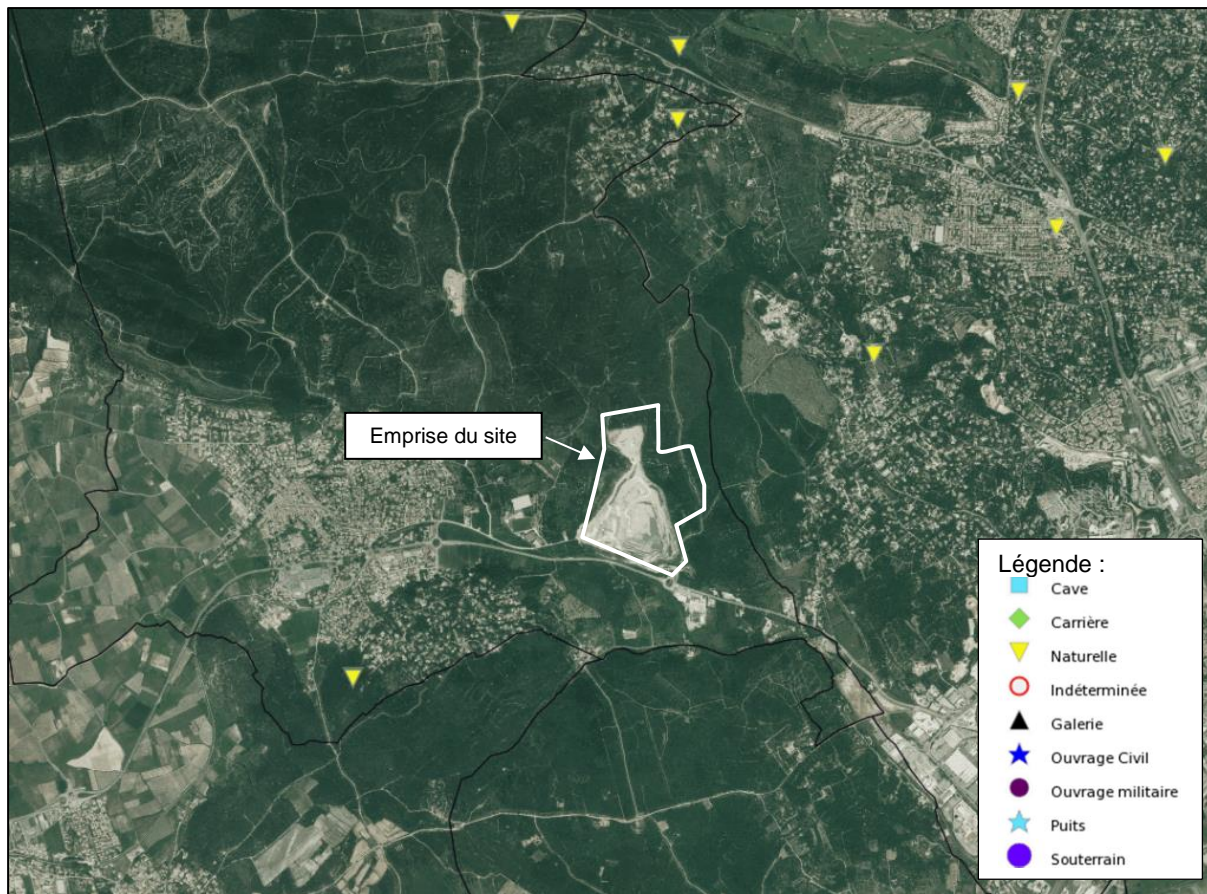 Emprise du site
Légende :
Cave
Carrière
Naturelle
Indéterminée
Galerie
Ouvrage Civil
Ouvrage militaire
Puits
Souterrain